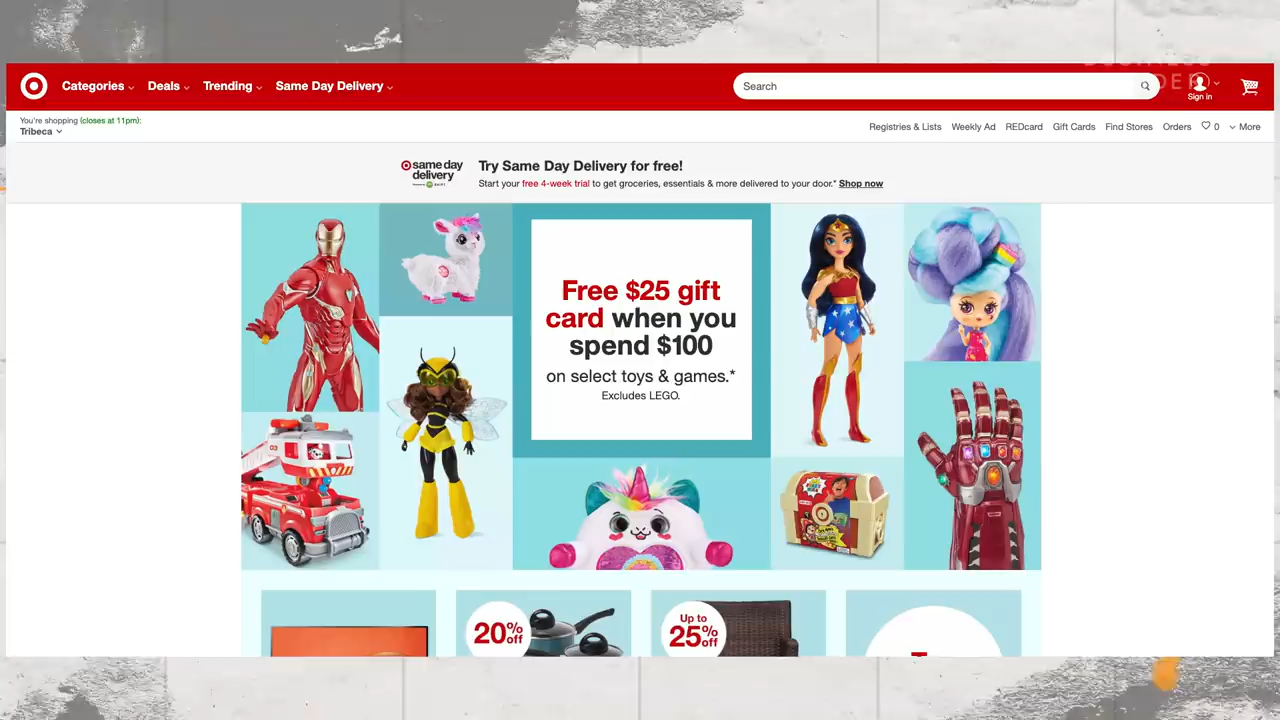 BUSINESS
INSIDER
Categories
Deals
Trending
Same Day Delivery
Search
Sign in
You're shopping (closes at 11pm):
Tribeca
Registries & Lists
Weekly Ad
REDcard
Gift Cards
Find Stores
Orders
0
More
same day
delivery
Try Same Day Delivery for free!
Start your free 4-week trial to get groceries, essentials & more delivered to your door.* Shop now
Free $25 gift
card when you
spend $100
on select toys & games.*
Excludes LEGO.
20%
off
Up to
25%
off